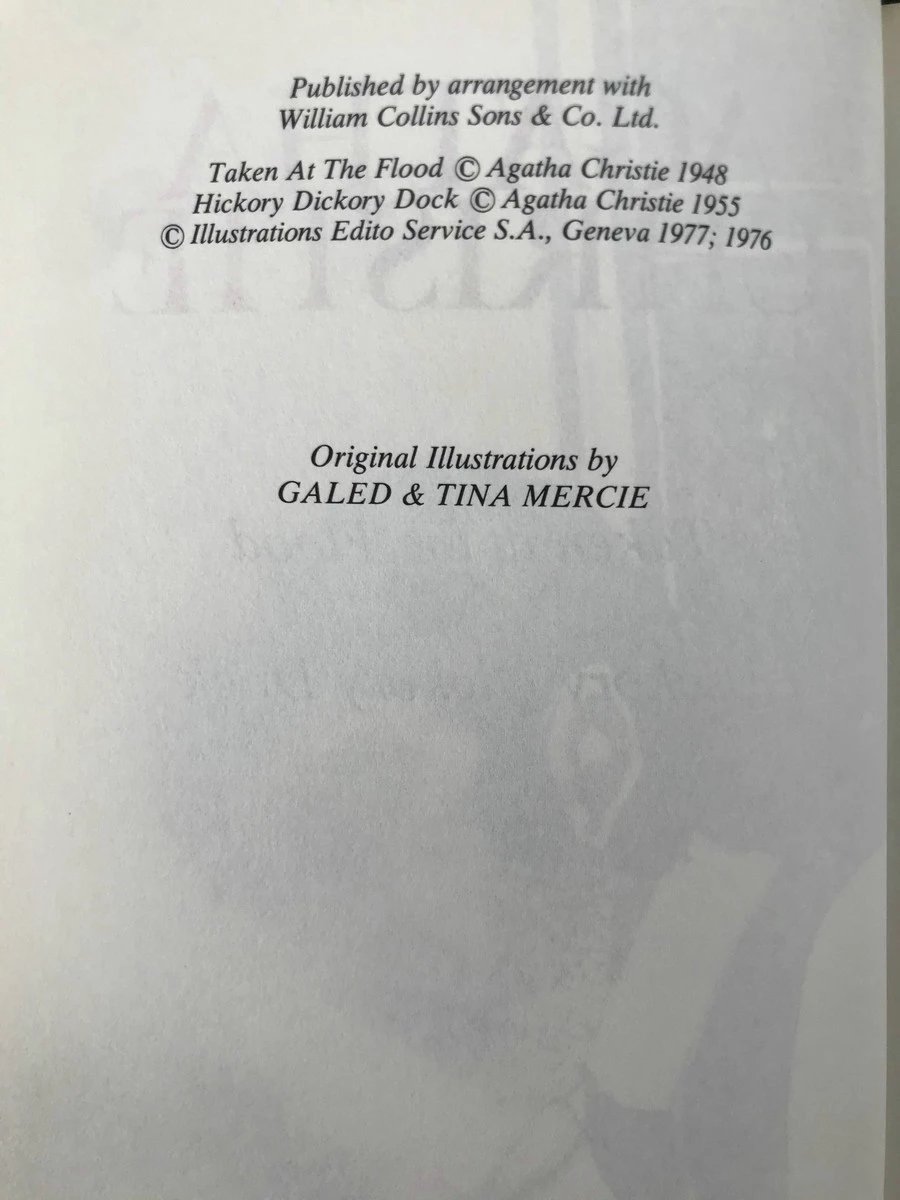 Published by arrangement with
William Collins Sons & Co. Ltd.
Taken At The Flood © Agatha Christie 1948
Hickory Dickory Dock © Agatha Christie 1955
© Illustrations Edito Service S.A., Geneva 1977; 1976
Original Illustrations by
GALED & TINA MERCIE